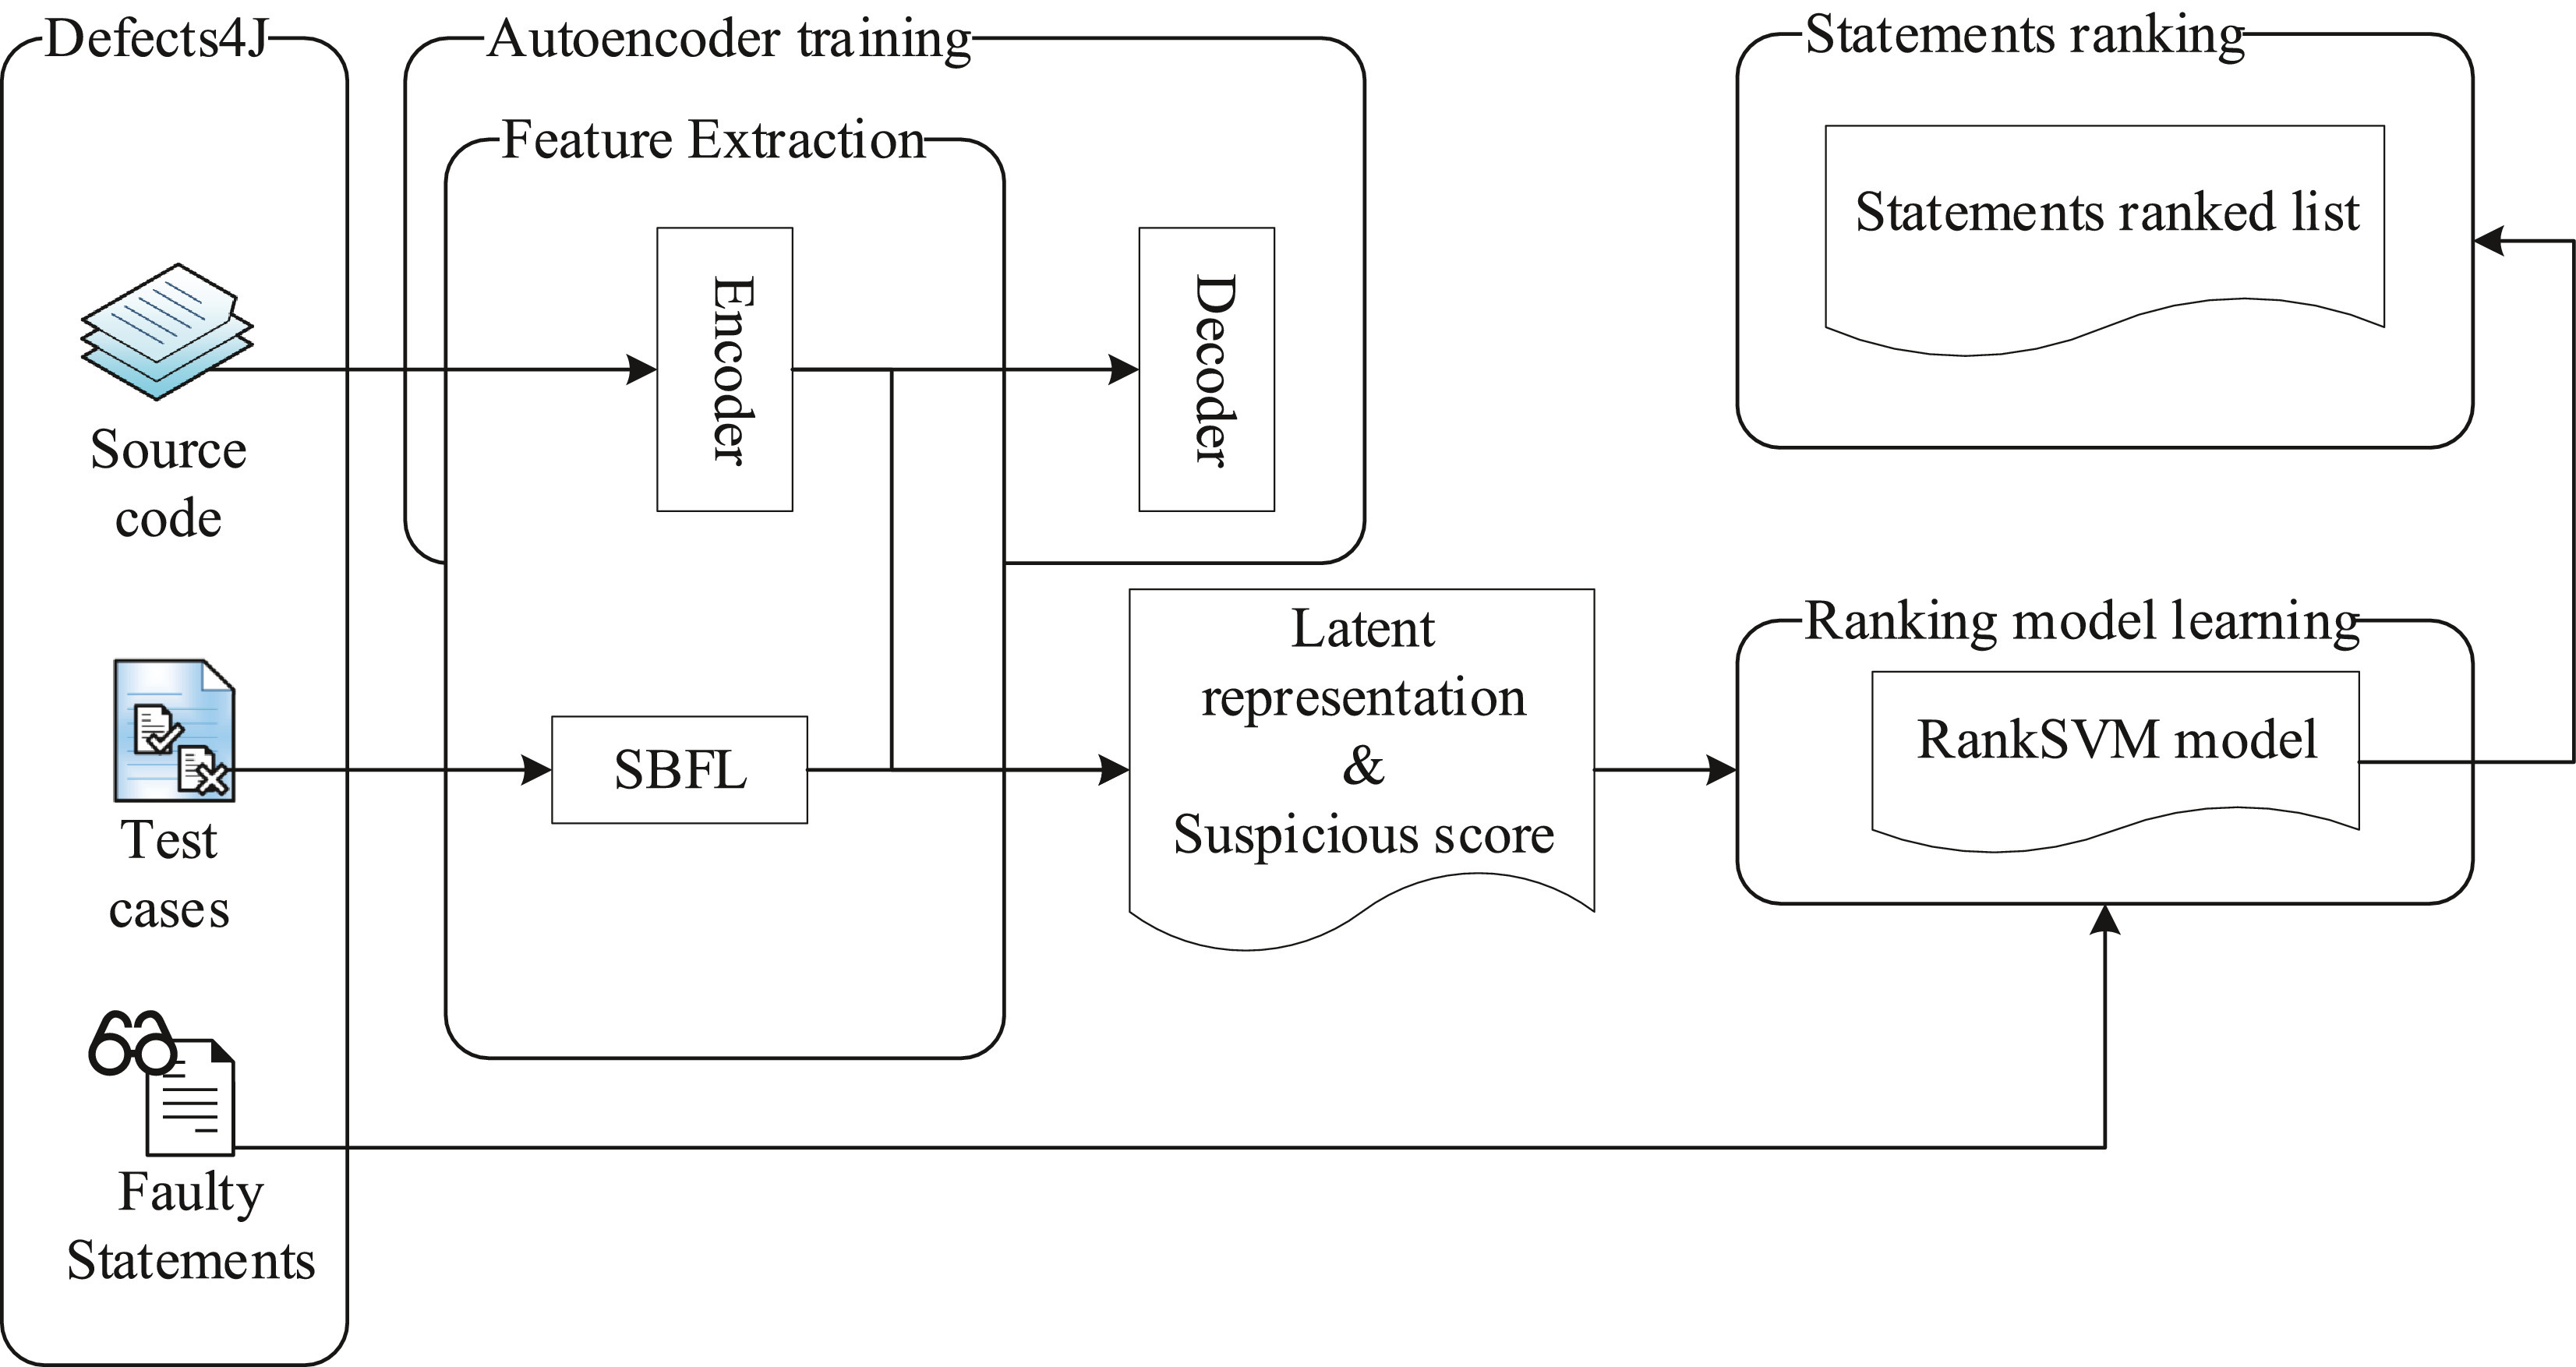 Defects4J
Source
code
Test
cases
Faulty
Statements
Autoencoder training
Feature Extraction
Encoder
Decoder
SBFL
Latent
representation
&
Suspicious score
Statements ranking
Statements ranked list
Ranking model learning
RankSVM model